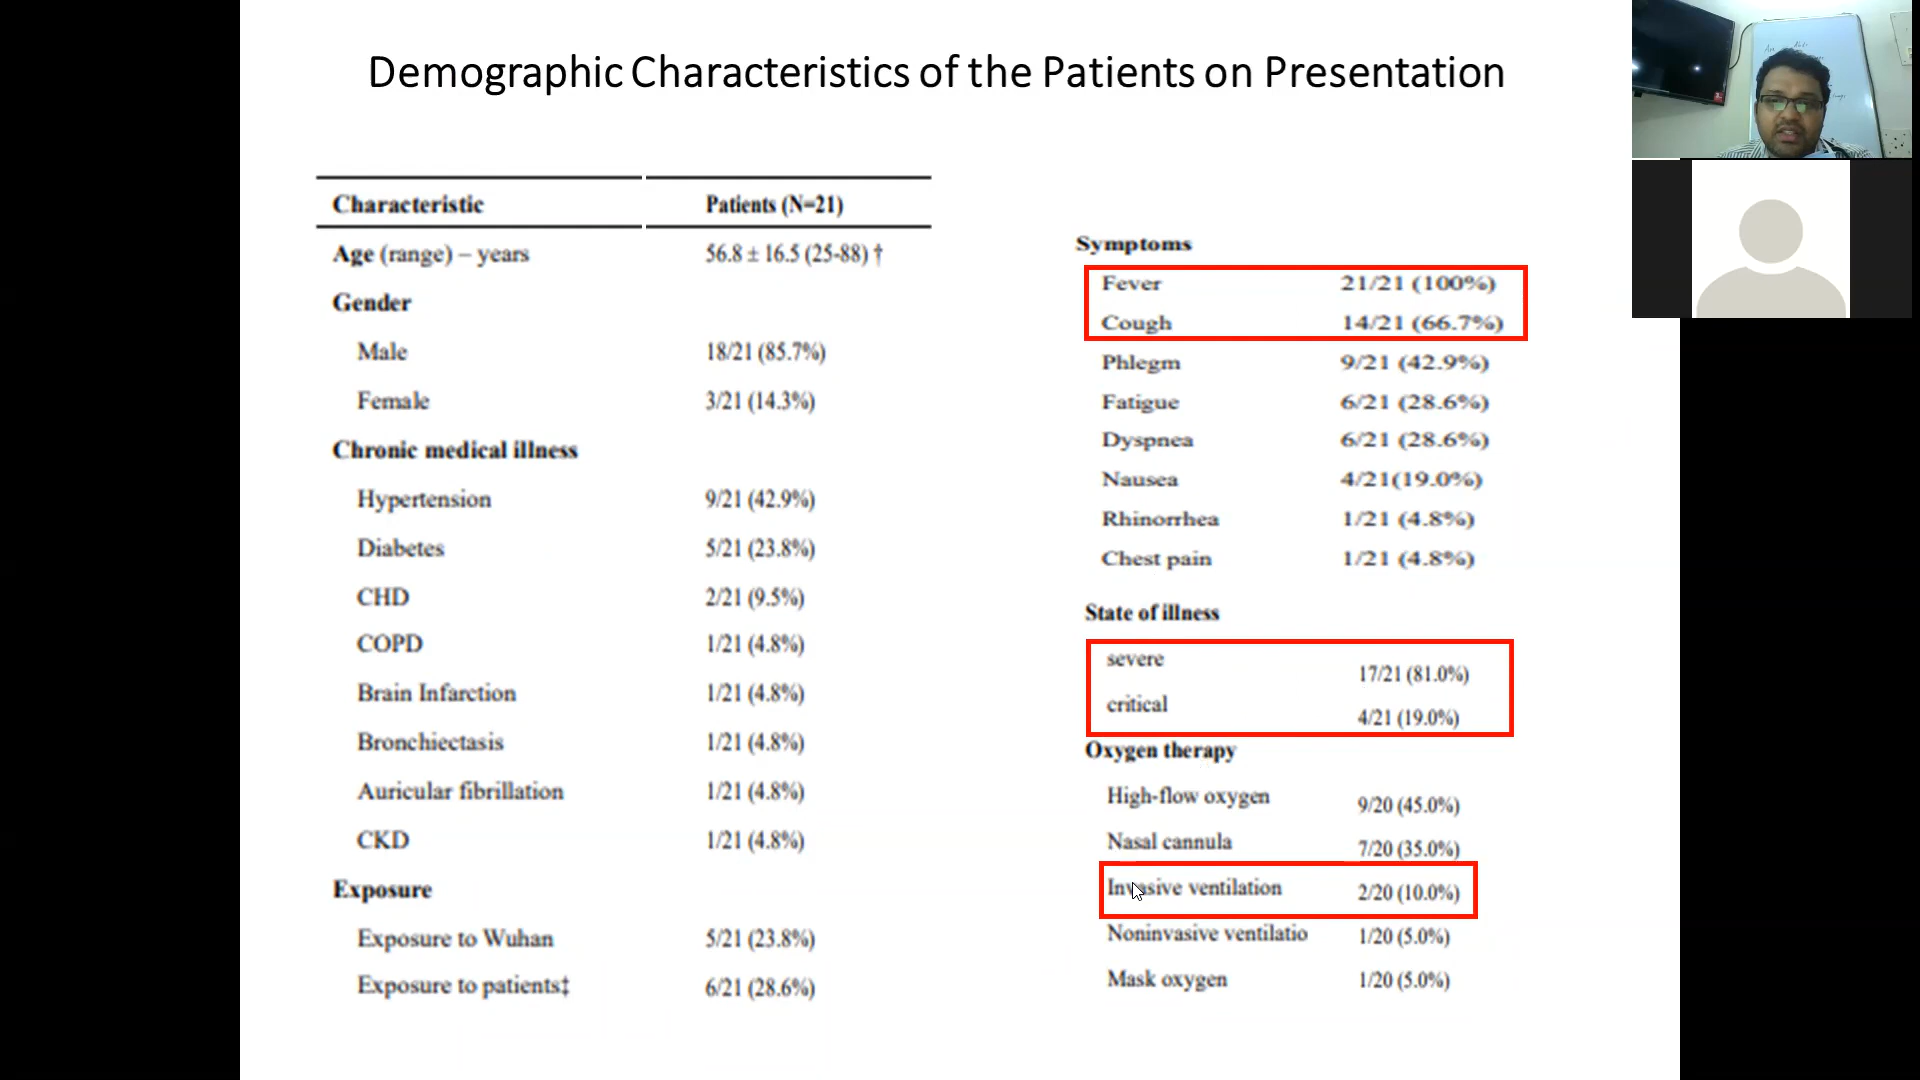 Demographic Characteristics of the Patients on Presentation
Characteristic Patients (N=21)
Age (range) – years 56.8 ± 16.5 (25-88) †
Gender
Male 18/21 (85.7%)
Female 3/21 (14.3%)
Chronic medical illness
Hypertension 9/21 (42.9%)
Diabetes 5/21 (23.8%)
CHD 2/21 (9.5%)
COPD 1/21 (4.8%)
Brain Infarction 1/21 (4.8%)
Bronchiectasis 1/21 (4.8%)
Auricular fibrillation 1/21 (4.8%)
CKD 1/21 (4.8%)
Exposure
Exposure to Wuhan 5/21 (23.8%)
Exposure to patients‡ 6/21 (28.6%)
Symptoms
Fever 21/21 (100%)
Cough 14/21 (66.7%)
Phlegm 9/21 (42.9%)
Fatigue 6/21 (28.6%)
Dyspnea 6/21 (28.6%)
Nausea 4/21(19.0%)
Rhinorrhea 1/21 (4.8%)
Chest pain 1/21 (4.8%)
State of illness
severe 17/21 (81.0%)
critical 4/21 (19.0%)
Oxygen therapy
High-flow oxygen 9/20 (45.0%)
Nasal cannula 7/20 (35.0%)
Invasive ventilation 2/20 (10.0%)
Noninvasive ventilatio 1/20 (5.0%)
Mask oxygen 1/20 (5.0%)